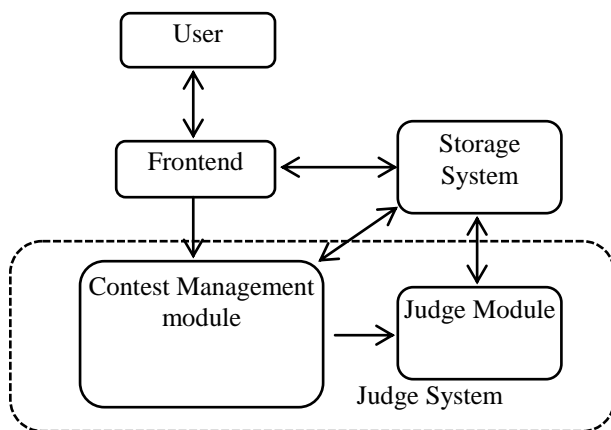 User
Frontend
Storage
System
Contest Management
module
Judge Module
Judge System